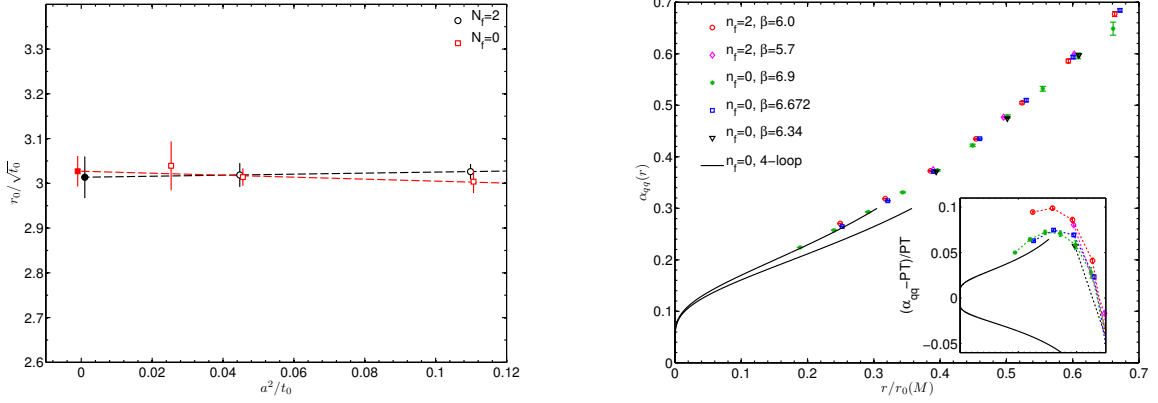 3.3
3.2
3.1
3
2.9
2.8
2.7
2.6
r₀/√t₀
0
0.02
0.04
0.06
0.08
0.10
0.12
a²/t₀
N_f=2
N_f=0
0.7
0.6
0.5
0.4
0.3
0.2
0.1
0
α_qq(r)
0
0.1
0.2
0.3
0.4
0.5
0.6
0.7
r/r₀(M)
n_f=2, β=6.0
n_f=2, β=5.7
n_f=0, β=6.9
n_f=0, β=6.672
n_f=0, β=6.34
n_f=0, 4−loop
0.1
0.05
0
−0.05
(α_qq−PT)/PT